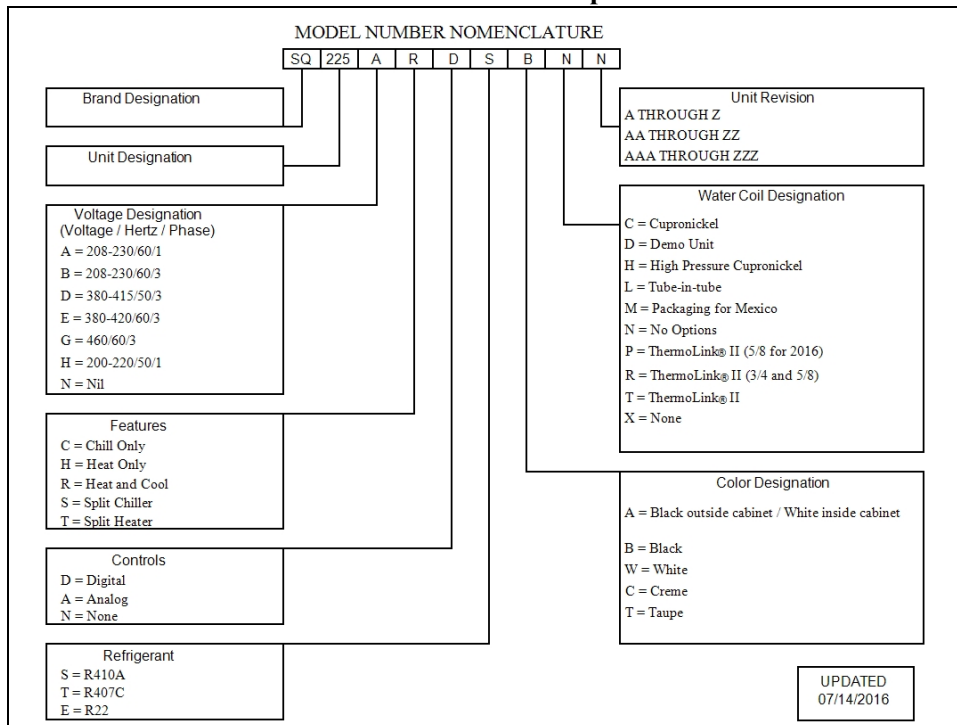 MODEL NUMBER NOMENCLATURE
SQ 225 A R D S B N N
Brand Designation
Unit Designation
Voltage Designation
(Voltage / Hertz / Phase)
A = 208-230/60/1
B = 208-230/60/3
D = 380-415/50/3
E = 380-420/60/3
G = 460/60/3
H = 200-220/50/1
N = Nil
Features
C = Chill Only
H = Heat Only
R = Heat and Cool
S = Split Chiller
T = Split Heater
Controls
D = Digital
A = Analog
N = None
Refrigerant
S = R410A
T = R407C
E = R22
Unit Revision
A THROUGH Z
AA THROUGH ZZ
AAA THROUGH ZZZ
Water Coil Designation
C = Cupronickel
D = Demo Unit
H = High Pressure Cupronickel
L = Tube-in-tube
M = Packaging for Mexico
N = No Options
P = ThermoLink® II (5/8 for 2016)
R = ThermoLink® II (3/4 and 5/8)
T = ThermoLink® II
X = None
Color Designation
A = Black outside cabinet / White inside cabinet
B = Black
W = White
C = Creme
T = Taupe
UPDATED
07/14/2016